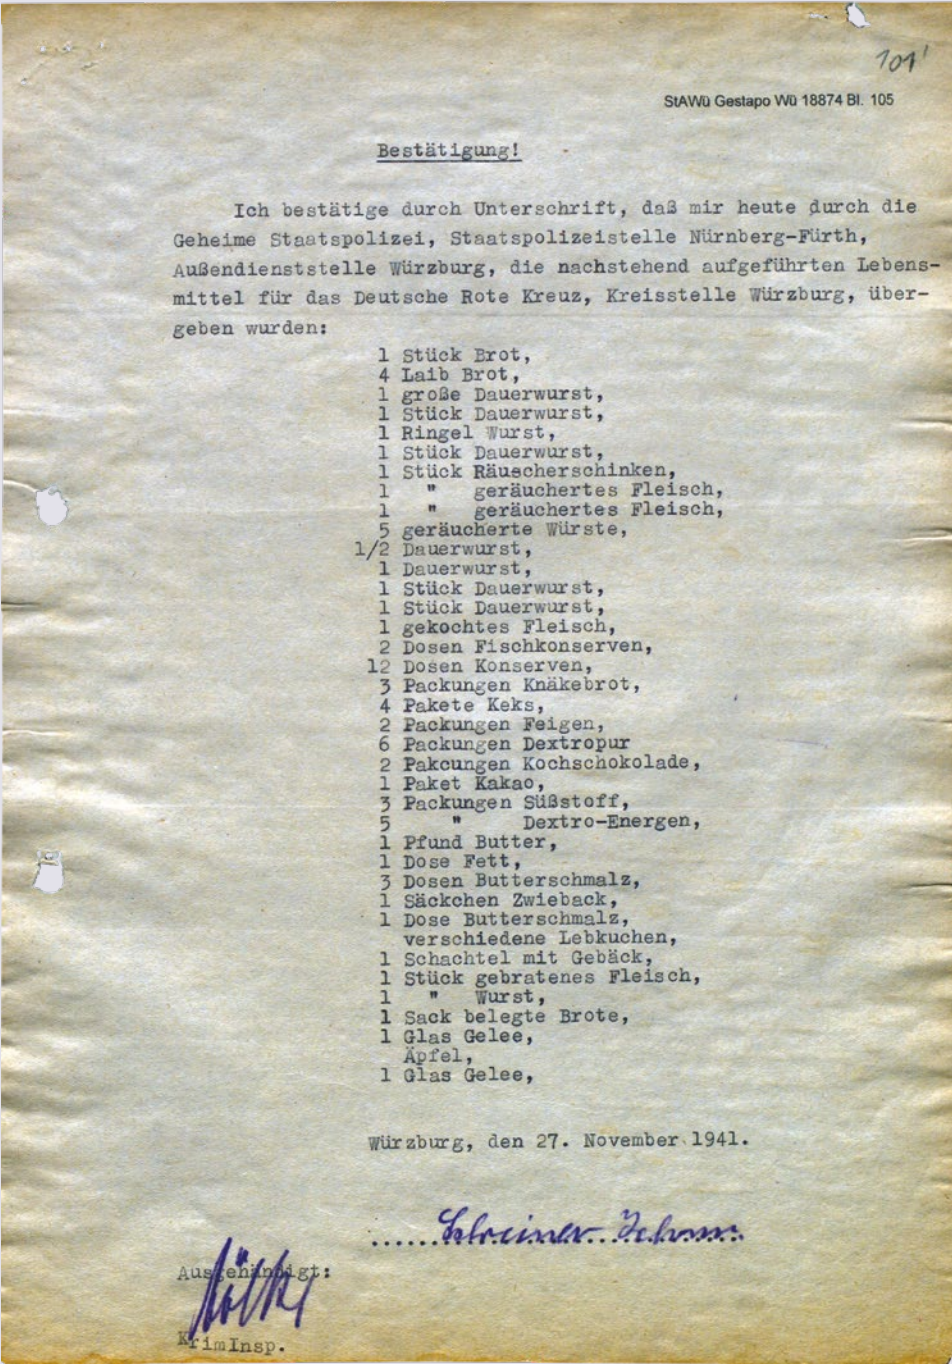 101'
StAWü Gestapo Wü 18874 Bl. 105
Bestätigung!
Ich bestätige durch Unterschrift, daß mir heute durch die
Geheime Staatspolizei, Staatspolizeistelle Nürnberg-Fürth,
Außendienststelle Würzburg, die nachstehend aufgeführten Lebens-
mittel für das Deutsche Rote Kreuz, Kreisstelle Würzburg, über-
geben wurden:
1 Stück Brot,
4 Laib Brot,
1 große Dauerwurst,
1 Stück Dauerwurst,
1 Ringel Wurst,
1 Stück Dauerwurst,
1 Stück Räuscherschinken,
1 " geräuchertes Fleisch,
1 " geräuchertes Fleisch,
5 geräucherte Würste,
1/2 Dauerwurst,
1 Dauerwurst,
1 Stück Dauerwurst,
1 Stück Dauerwurst,
1 gekochtes Fleisch,
2 Dosen Fischkonserven,
12 Dosen Konserven,
3 Packungen Knäkebrot,
4 Pakete Keks,
2 Packungen Feigen,
6 Packungen Dextropur
2 Pakcungen Kochschokolade,
1 Paket Kakao,
3 Packungen Süßstoff,
5 " Dextro-Energen,
1 Pfund Butter,
1 Dose Fett,
3 Dosen Butterschmalz,
1 Säckchen Zwieback,
1 Dose Butterschmalz,
verschiedene Lebkuchen,
1 Schachtel mit Gebäck,
1 Stück gebratenes Fleisch,
1 " Wurst,
1 Sack belegte Brote,
1 Glas Gelee,
Äpfel,
1 Glas Gelee,
Würzburg, den 27. November 1941.
Ausgehändigt:
KrimInsp.